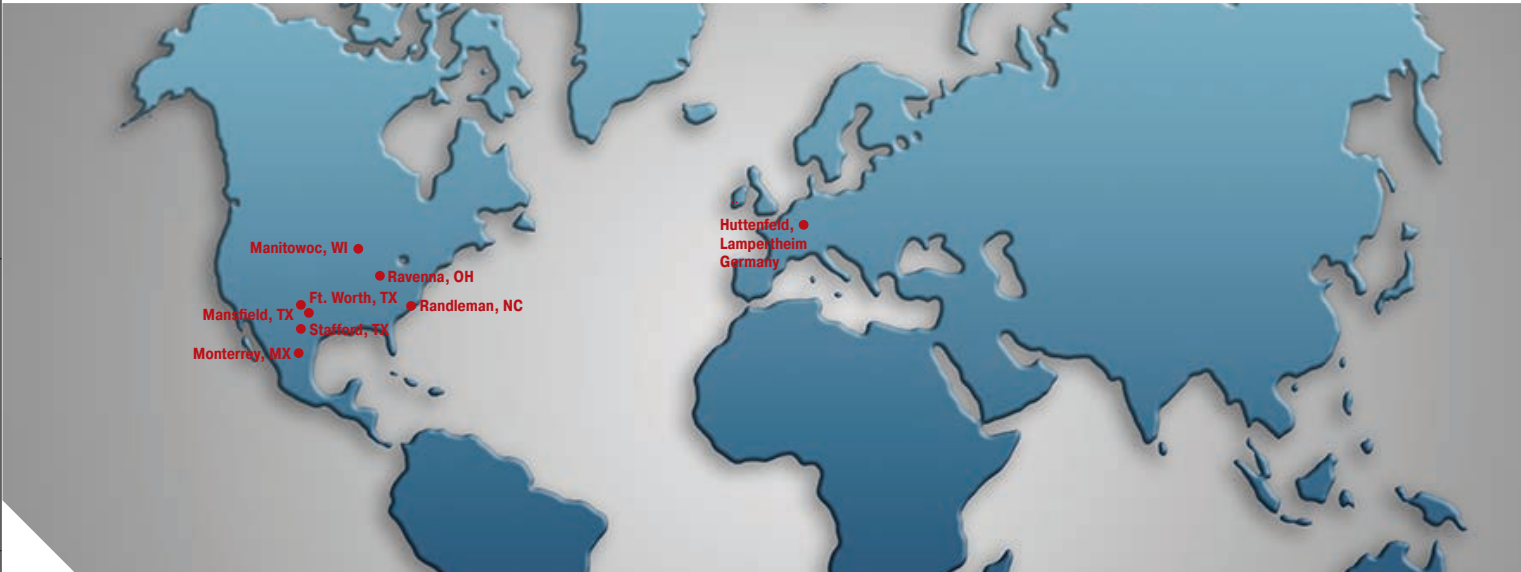 Manitowoc, WI
Ravenna, OH
Ft. Worth, TX
Mansfield, TX
Randleman, NC
Stafford, TX
Monterrey, MX
Huttenfeld,
Lampertheim
Germany